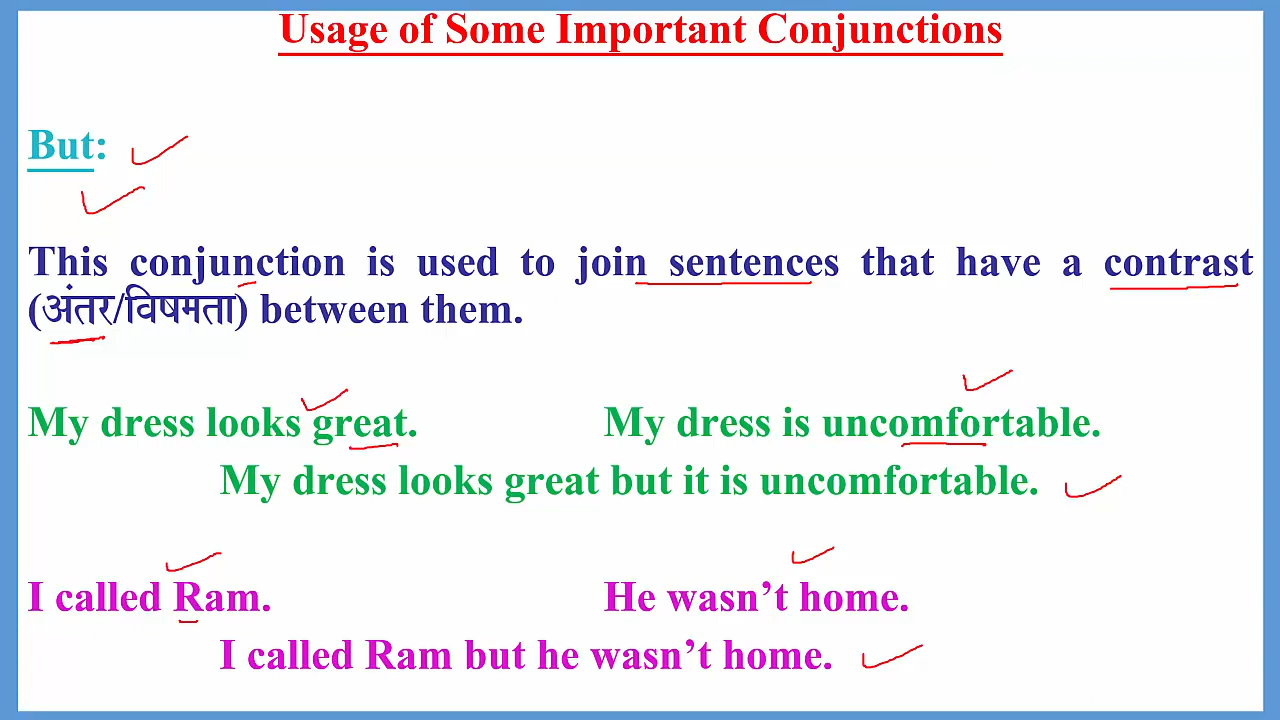 Usage of Some Important Conjunctions
But:
This conjunction is used to join sentences that have a contrast
(अंतर/विषमता) between them.
My dress looks great. My dress is uncomfortable.
My dress looks great but it is uncomfortable.
I called Ram. He wasn’t home.
I called Ram but he wasn’t home.